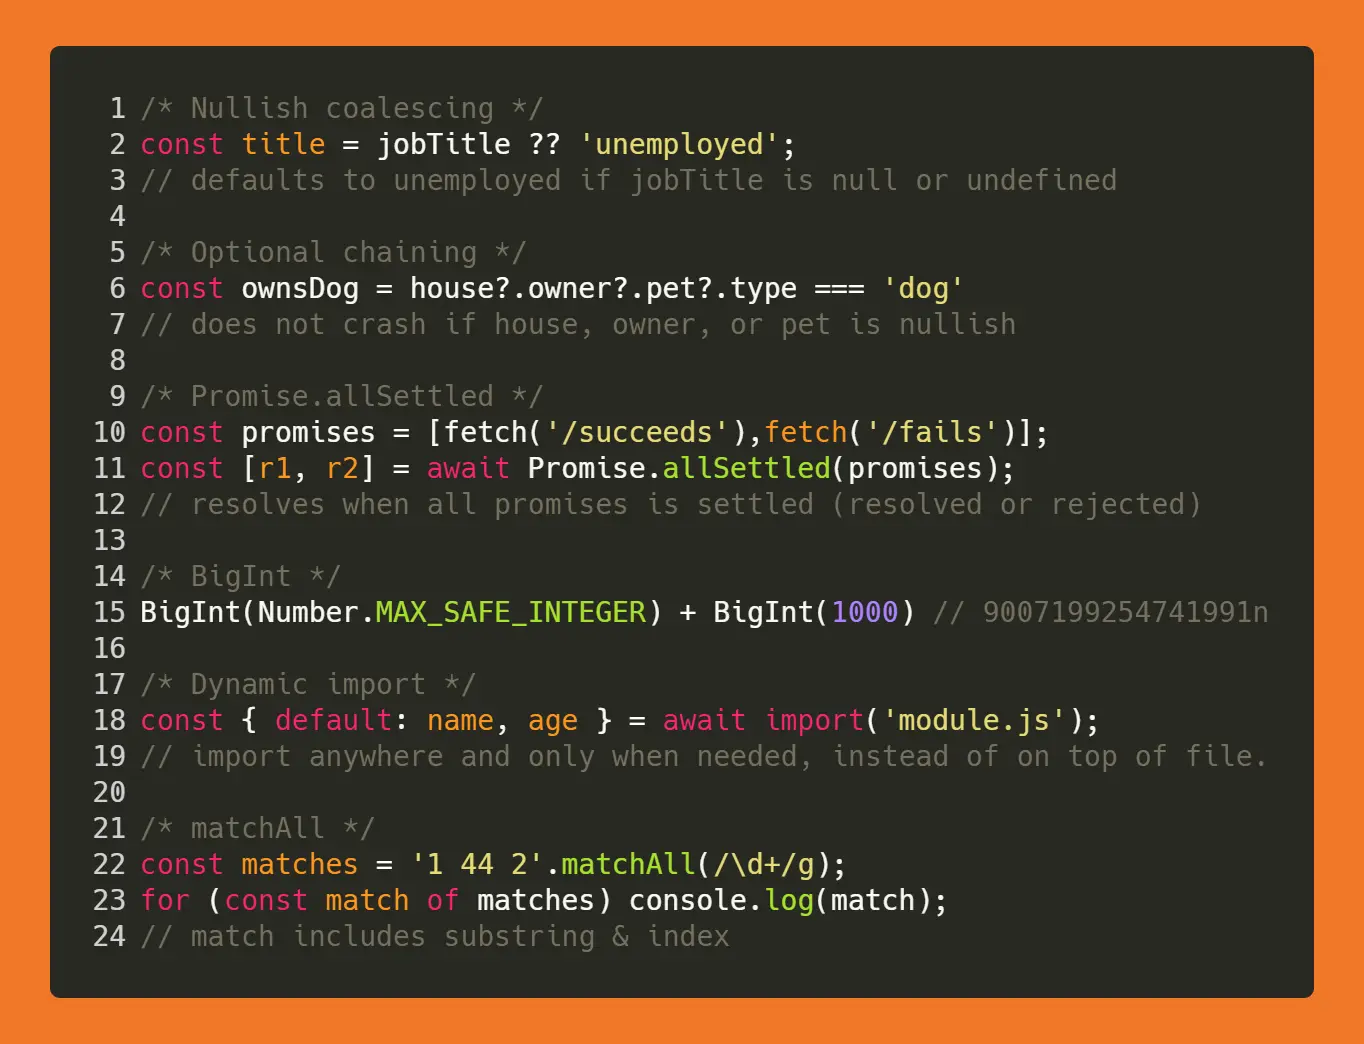 1 /* Nullish coalescing */
2 const title = jobTitle ?? 'unemployed';
3 // defaults to unemployed if jobTitle is null or undefined
4
5 /* Optional chaining */
6 const ownsDog = house?.owner?.pet?.type === 'dog'
7 // does not crash if house, owner, or pet is nullish
8
9 /* Promise.allSettled */
10 const promises = [fetch('/succeeds'),fetch('/fails')];
11 const [r1, r2] = await Promise.allSettled(promises);
12 // resolves when all promises is settled (resolved or rejected)
13
14 /* BigInt */
15 BigInt(Number.MAX_SAFE_INTEGER) + BigInt(1000) // 9007199254741991n
16
17 /* Dynamic import */
18 const { default: name, age } = await import('module.js');
19 // import anywhere and only when needed, instead of on top of file.
20
21 /* matchAll */
22 const matches = '1 44 2'.matchAll(/\d+/g);
23 for (const match of matches) console.log(match);
24 // match includes substring & index